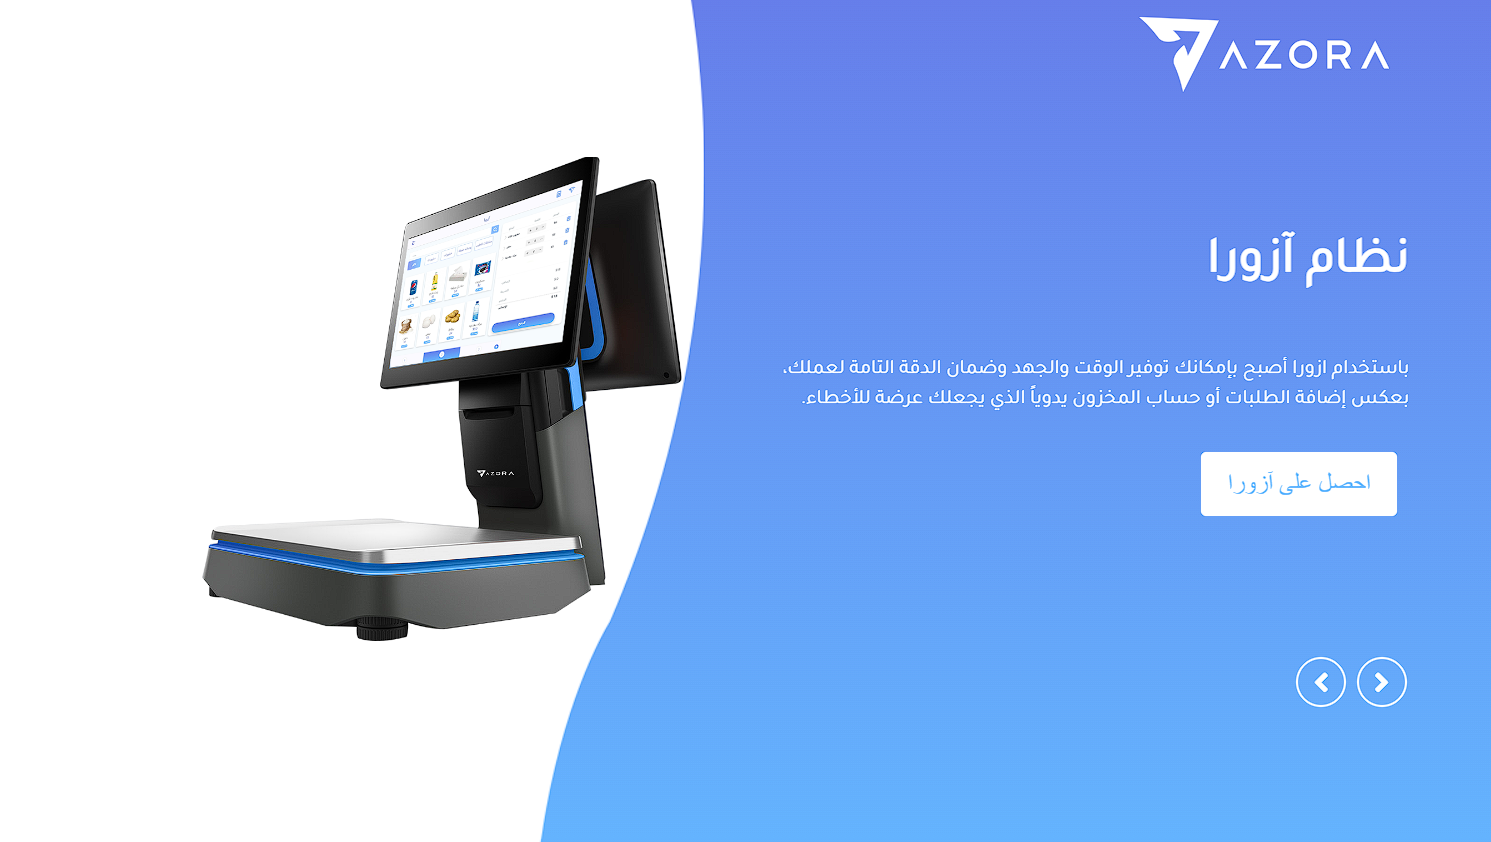 AZORA
نظام آزورا
باستخدام ازورا أصبح بإمكانك توفير الوقت والجهد وضمان الدقة التامة لعملك،
بعكس إضافة الطلبات أو حساب المخزون يدوياً الذي يجعلك عرضة للأخطاء.
احصل على آزورا
AZORA